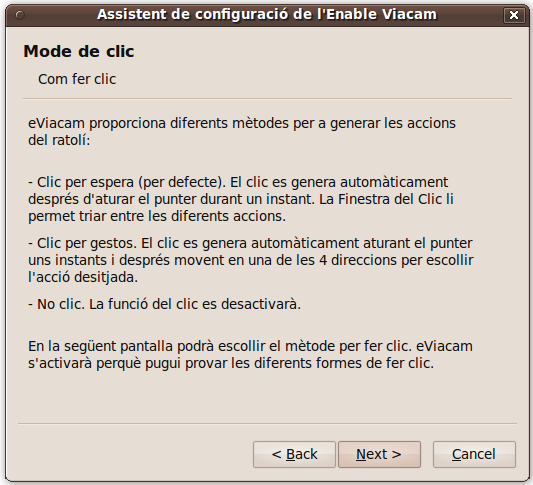 Assistent de configuració de l'Enable Viacam
Mode de clic
Com fer clic
eViacam proporciona diferents mètodes per a generar les accions
del ratolí:
- Clic per espera (per defecte). El clic es genera automàticament
després d'aturar el punter durant un instant. La Finestra del Clic li
permet triar entre les diferents accions.
- Clic per gestos. El clic es genera automàticament aturant el punter
uns instants i després movent en una de les 4 direccions per escollir
l'acció desitjada.
- No clic. La funció del clic es desactivarà.
En la següent pantalla podrà escollir el mètode per fer clic. eViacam
s'activarà perquè pugui provar les diferents formes de fer clic.
< Back
Next >
Cancel